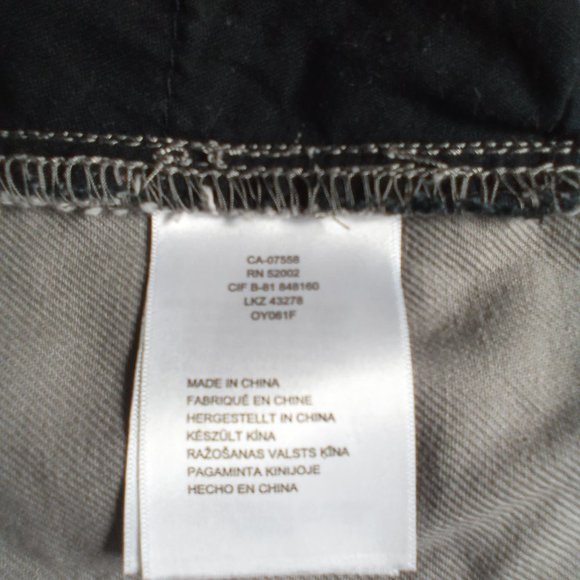 CA-07558
RN 52002
CIF B-81 848160
LKZ 43278
OY061F
MADE IN CHINA
FABRIQUÉ EN CHINE
HERGESTELLT IN CHINA
KÉSZÜLT KÍNA
RAŽOŠANAS VALSTS ĶĪNA
PAGAMINTA KINIJOJE
HECHO EN CHINA